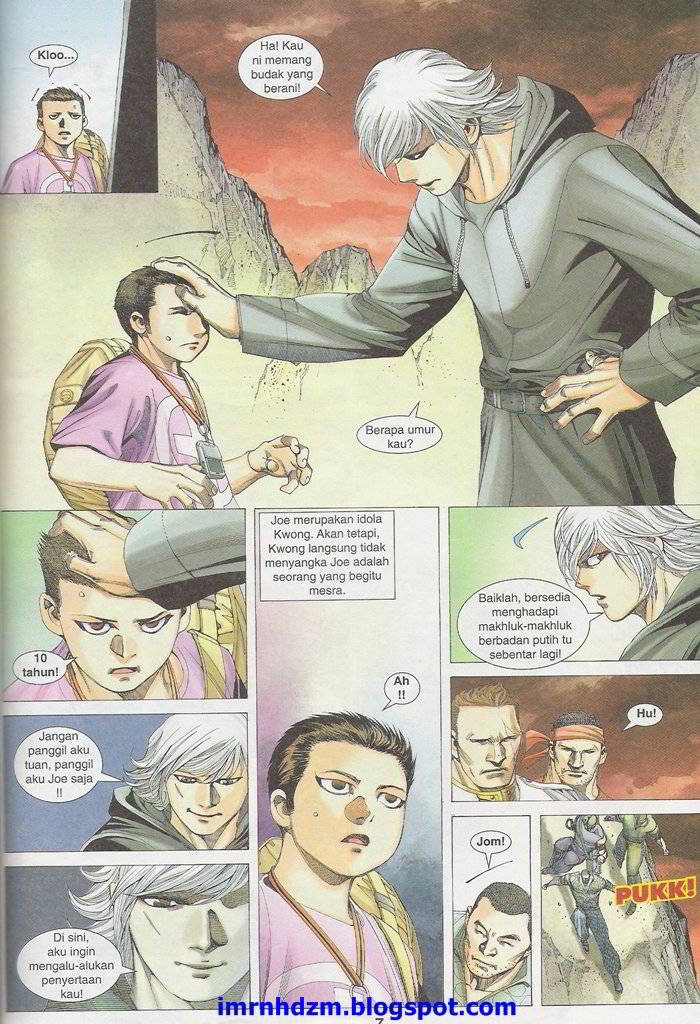 Kloo...
Ha! Kau
ni memang
budak yang
berani!
Berapa umur
kau?
10
tahun!
Jangan
panggil aku
tuan, panggil
aku Joe saja
!!
Di sini,
aku ingin
mengalu-alukan
penyertaan
kau!
Joe merupakan idola
Kwong. Akan tetapi,
Kwong langsung tidak
menyangka Joe adalah
seorang yang begitu
mesra.
Ah
!!
Baiklah, bersedia
menghadapi
makhluk-makhluk
berbadan putih tu
sebentar lagi!
Hu!
Jom!
PUKK!
imrnhdzm.blogspot.com
7